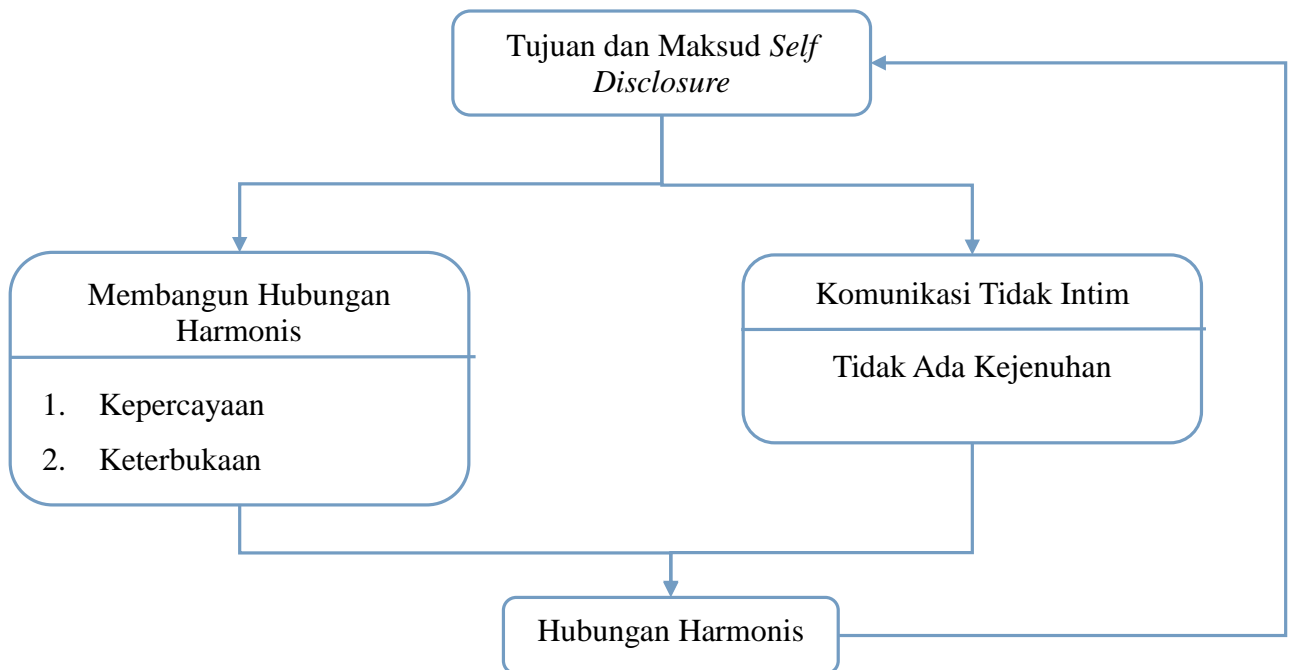 Tujuan dan Maksud Self
Disclosure
Membangun Hubungan
Harmonis
1. Kepercayaan
2. Keterbukaan
Komunikasi Tidak Intim
Tidak Ada Kejenuhan
Hubungan Harmonis